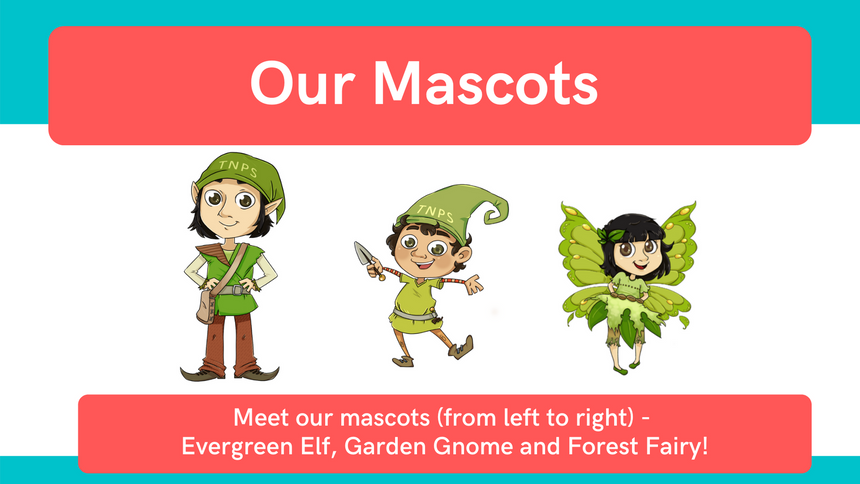 Our Mascots
TNPS
TNPS
Meet our mascots (from left to right) -
Evergreen Elf, Garden Gnome and Forest Fairy!